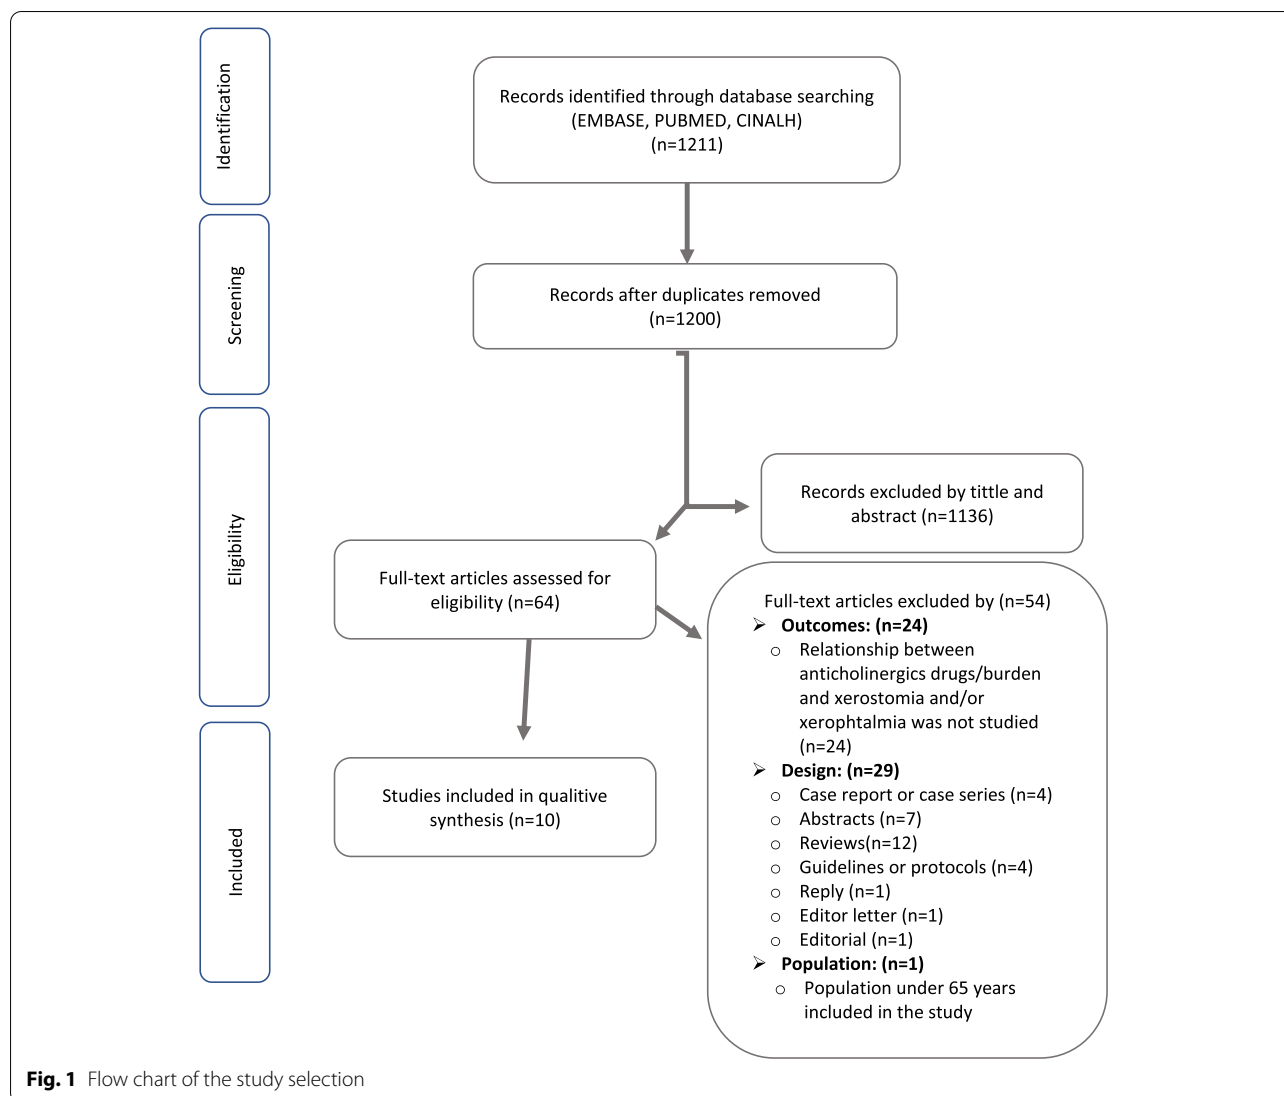 Identification
Records identified through database searching
(EMBASE, PUBMED, CINALH)
(n=1211)
Screening
Records after duplicates removed
(n=1200)
Eligibility
Records excluded by tittle and
abstract (n=1136)
Full-text articles assessed for
eligibility (n=64)
Full-text articles excluded by (n=54)
➢ Outcomes: (n=24)
o Relationship between
anticholinergics drugs/burden
and xerostomia and/or
xerophtalmia was not studied
(n=24)
➢ Design: (n=29)
o Case report or case series (n=4)
o Abstracts (n=7)
o Reviews(n=12)
o Guidelines or protocols (n=4)
o Reply (n=1)
o Editor letter (n=1)
o Editorial (n=1)
➢ Population: (n=1)
o Population under 65 years
included in the study
Included
Studies included in qualitive
synthesis (n=10)
Fig. 1 Flow chart of the study selection